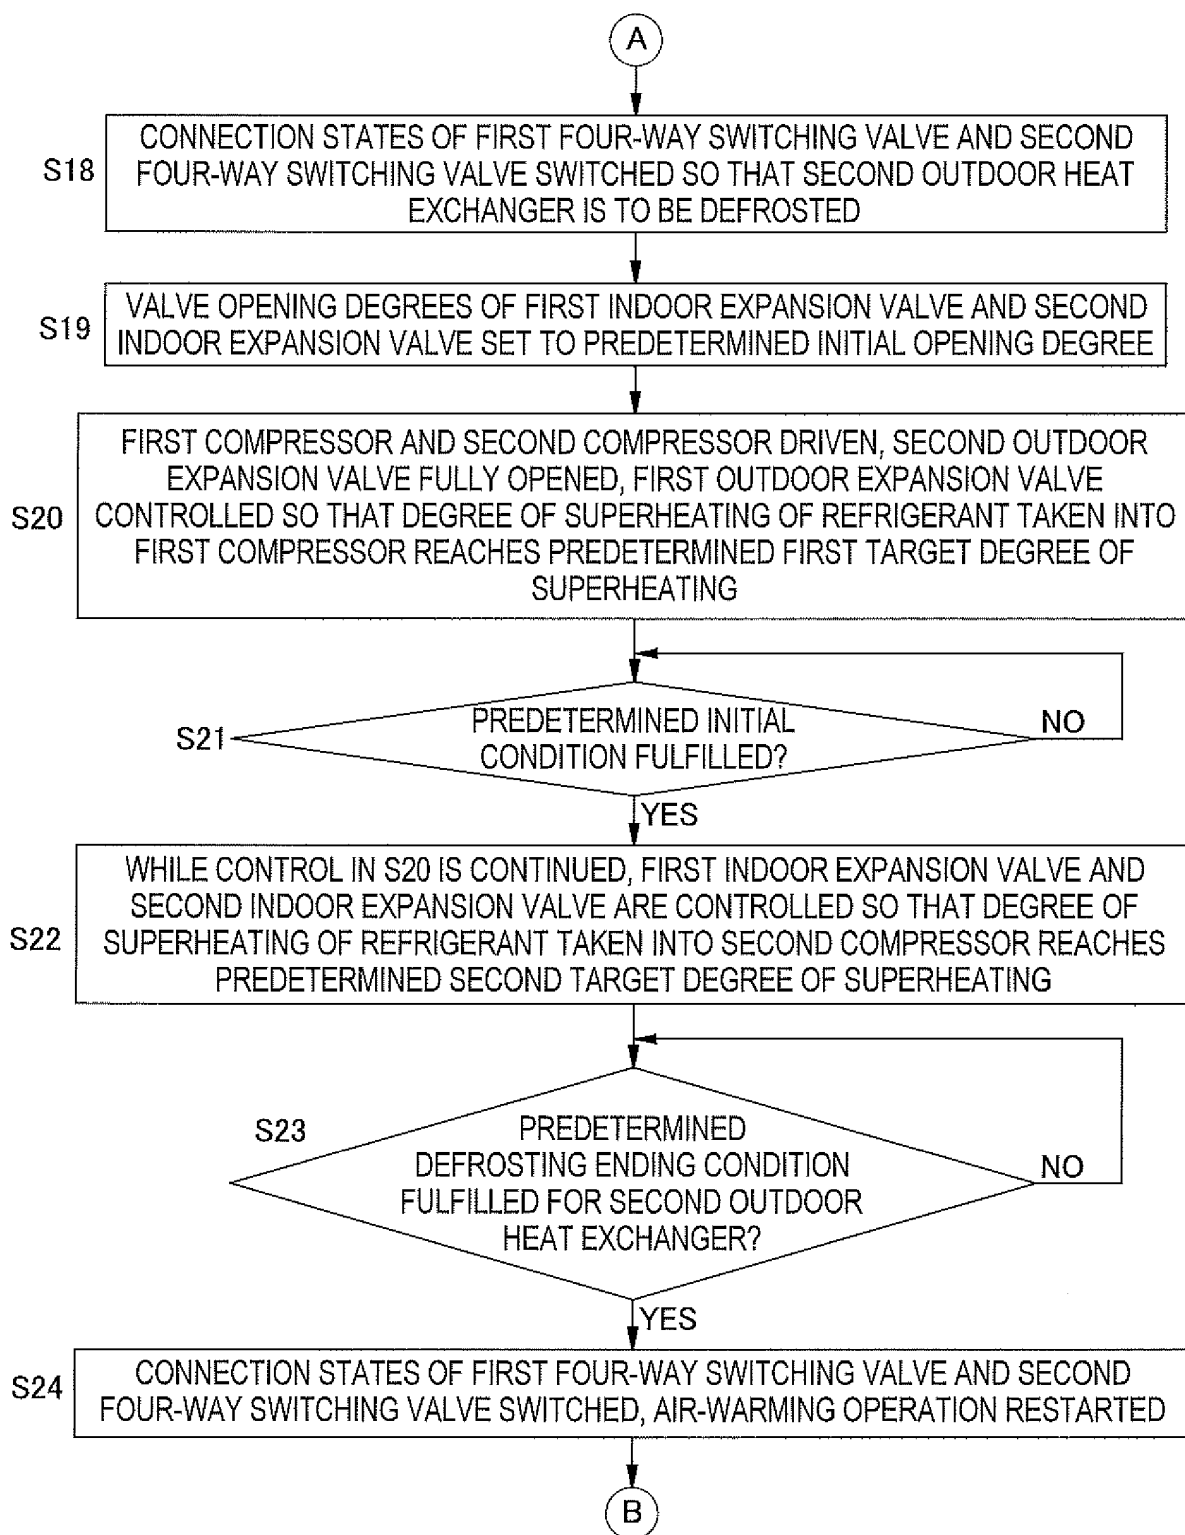 A
S18
CONNECTION STATES OF FIRST FOUR-WAY SWITCHING VALVE AND SECOND
FOUR-WAY SWITCHING VALVE SWITCHED SO THAT SECOND OUTDOOR HEAT
EXCHANGER IS TO BE DEFROSTED
S19
VALVE OPENING DEGREES OF FIRST INDOOR EXPANSION VALVE AND SECOND
INDOOR EXPANSION VALVE SET TO PREDETERMINED INITIAL OPENING DEGREE
S20
FIRST COMPRESSOR AND SECOND COMPRESSOR DRIVEN, SECOND OUTDOOR
EXPANSION VALVE FULLY OPENED, FIRST OUTDOOR EXPANSION VALVE
CONTROLLED SO THAT DEGREE OF SUPERHEATING OF REFRIGERANT TAKEN INTO
FIRST COMPRESSOR REACHES PREDETERMINED FIRST TARGET DEGREE OF
SUPERHEATING
S21
PREDETERMINED INITIAL
CONDITION FULFILLED?
NO
YES
S22
WHILE CONTROL IN S20 IS CONTINUED, FIRST INDOOR EXPANSION VALVE AND
SECOND INDOOR EXPANSION VALVE ARE CONTROLLED SO THAT DEGREE OF
SUPERHEATING OF REFRIGERANT TAKEN INTO SECOND COMPRESSOR REACHES
PREDETERMINED SECOND TARGET DEGREE OF SUPERHEATING
S23
PREDETERMINED
DEFROSTING ENDING CONDITION
FULFILLED FOR SECOND OUTDOOR
HEAT EXCHANGER?
NO
YES
S24
CONNECTION STATES OF FIRST FOUR-WAY SWITCHING VALVE AND SECOND
FOUR-WAY SWITCHING VALVE SWITCHED, AIR-WARMING OPERATION RESTARTED
B